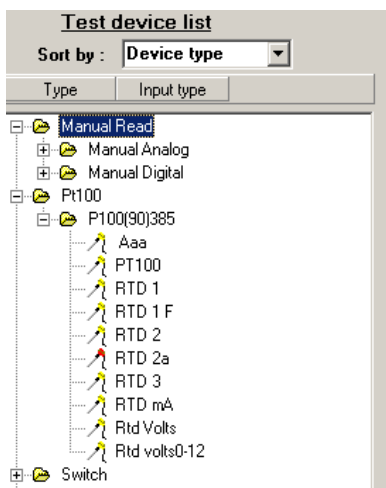 Test device list
Sort by : Device type
Type Input type
Manual Read
Manual Analog
Manual Digital
Pt100
P100(90)385
Aaa
PT100
RTD 1
RTD 1 F
RTD 2
RTD 2a
RTD 3
RTD mA
Rtd Volts
Rtd volts0-12
Switch